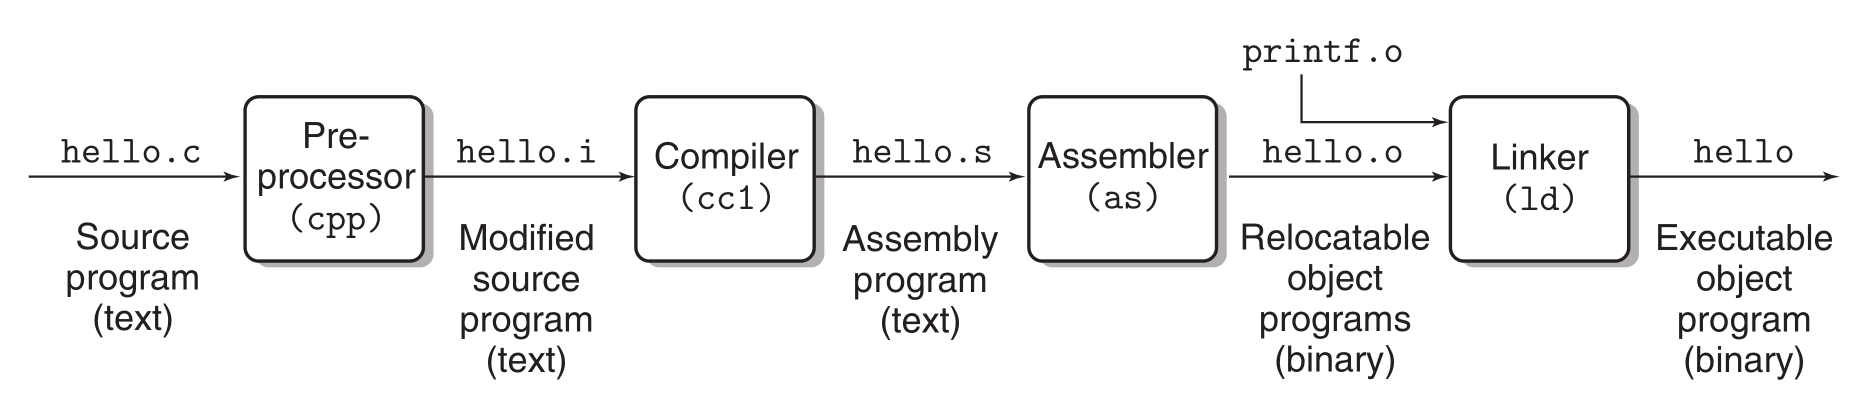 printf.o
hello.c
Pre-
processor
(cpp)
hello.i
Compiler
(cc1)
hello.s
Assembler
(as)
hello.o
Linker
(ld)
hello
Source
program
(text)
Modified
source
program
(text)
Assembly
program
(text)
Relocatable
object
programs
(binary)
Executable
object
program
(binary)